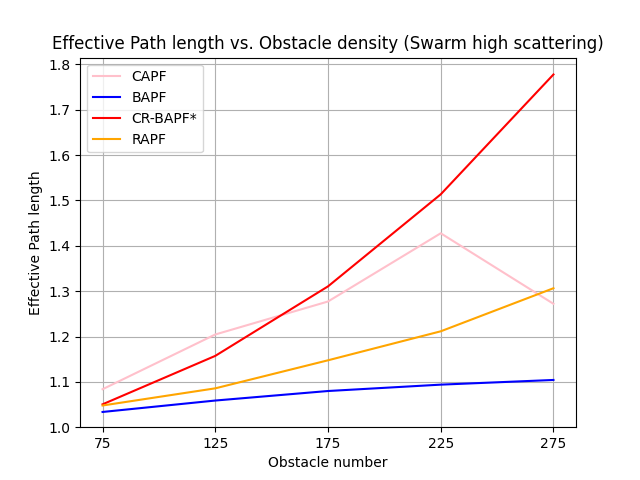 Effective Path length vs. Obstacle density (Swarm high scattering)
CAPF
BAPF
CR-BAPF*
RAPF
1.8
1.7
1.6
1.5
1.4
1.3
1.2
1.1
1.0
Effective Path length
75
125
175
225
275
Obstacle number